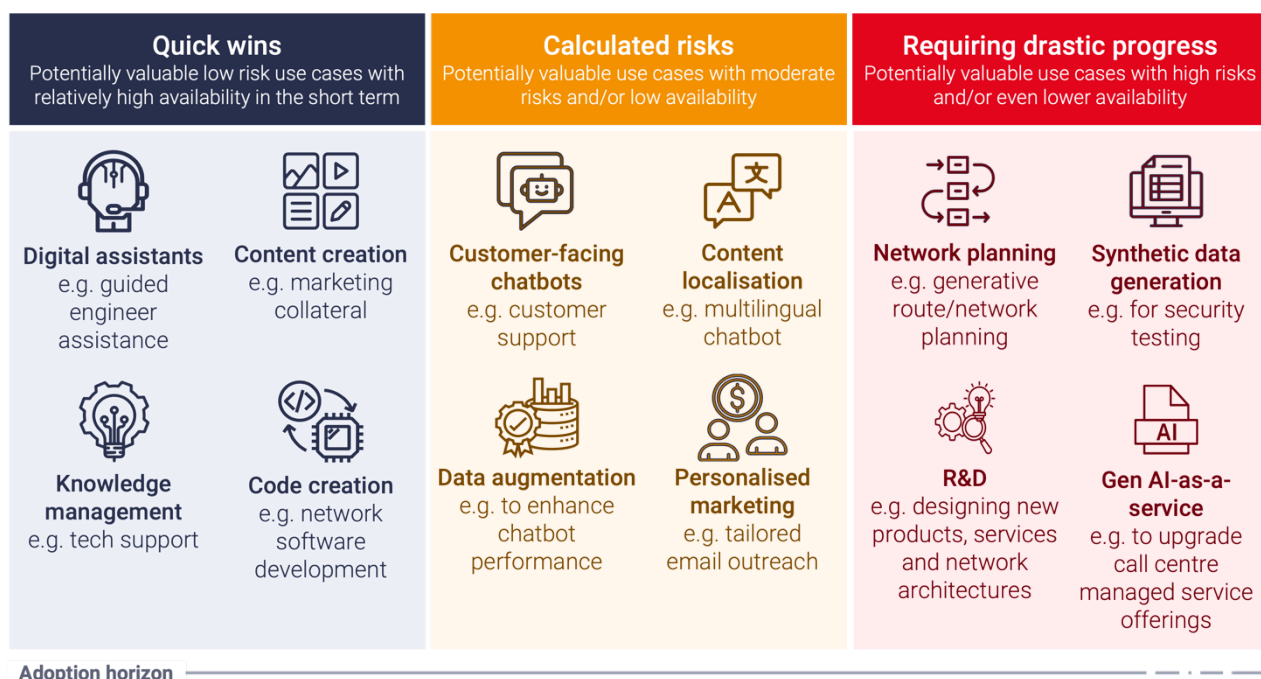 Quick wins
Potentially valuable low risk use cases with
relatively high availability in the short term
Calculated risks
Potentially valuable use cases with moderate
risks and/or low availability
Requiring drastic progress
Potentially valuable use cases with high risks
and/or even lower availability
Digital assistants
e.g. guided
engineer
assistance
Content creation
e.g. marketing
collateral
Knowledge
management
e.g. tech support
</>
Code creation
e.g. network
software
development
Customer-facing
chatbots
e.g. customer
support
文
A
Content
localisation
e.g. multilingual
chatbot
Data augmentation
e.g. to enhance
chatbot
performance
$
Personalised
marketing
e.g. tailored
email outreach
Network planning
e.g. generative
route/network
planning
Synthetic data
generation
e.g. for security
testing
R&D
e.g. designing new
products, services
and network
architectures
AI
Gen AI-as-a-
service
e.g. to upgrade
call centre
managed service
offerings
Adoption horizon